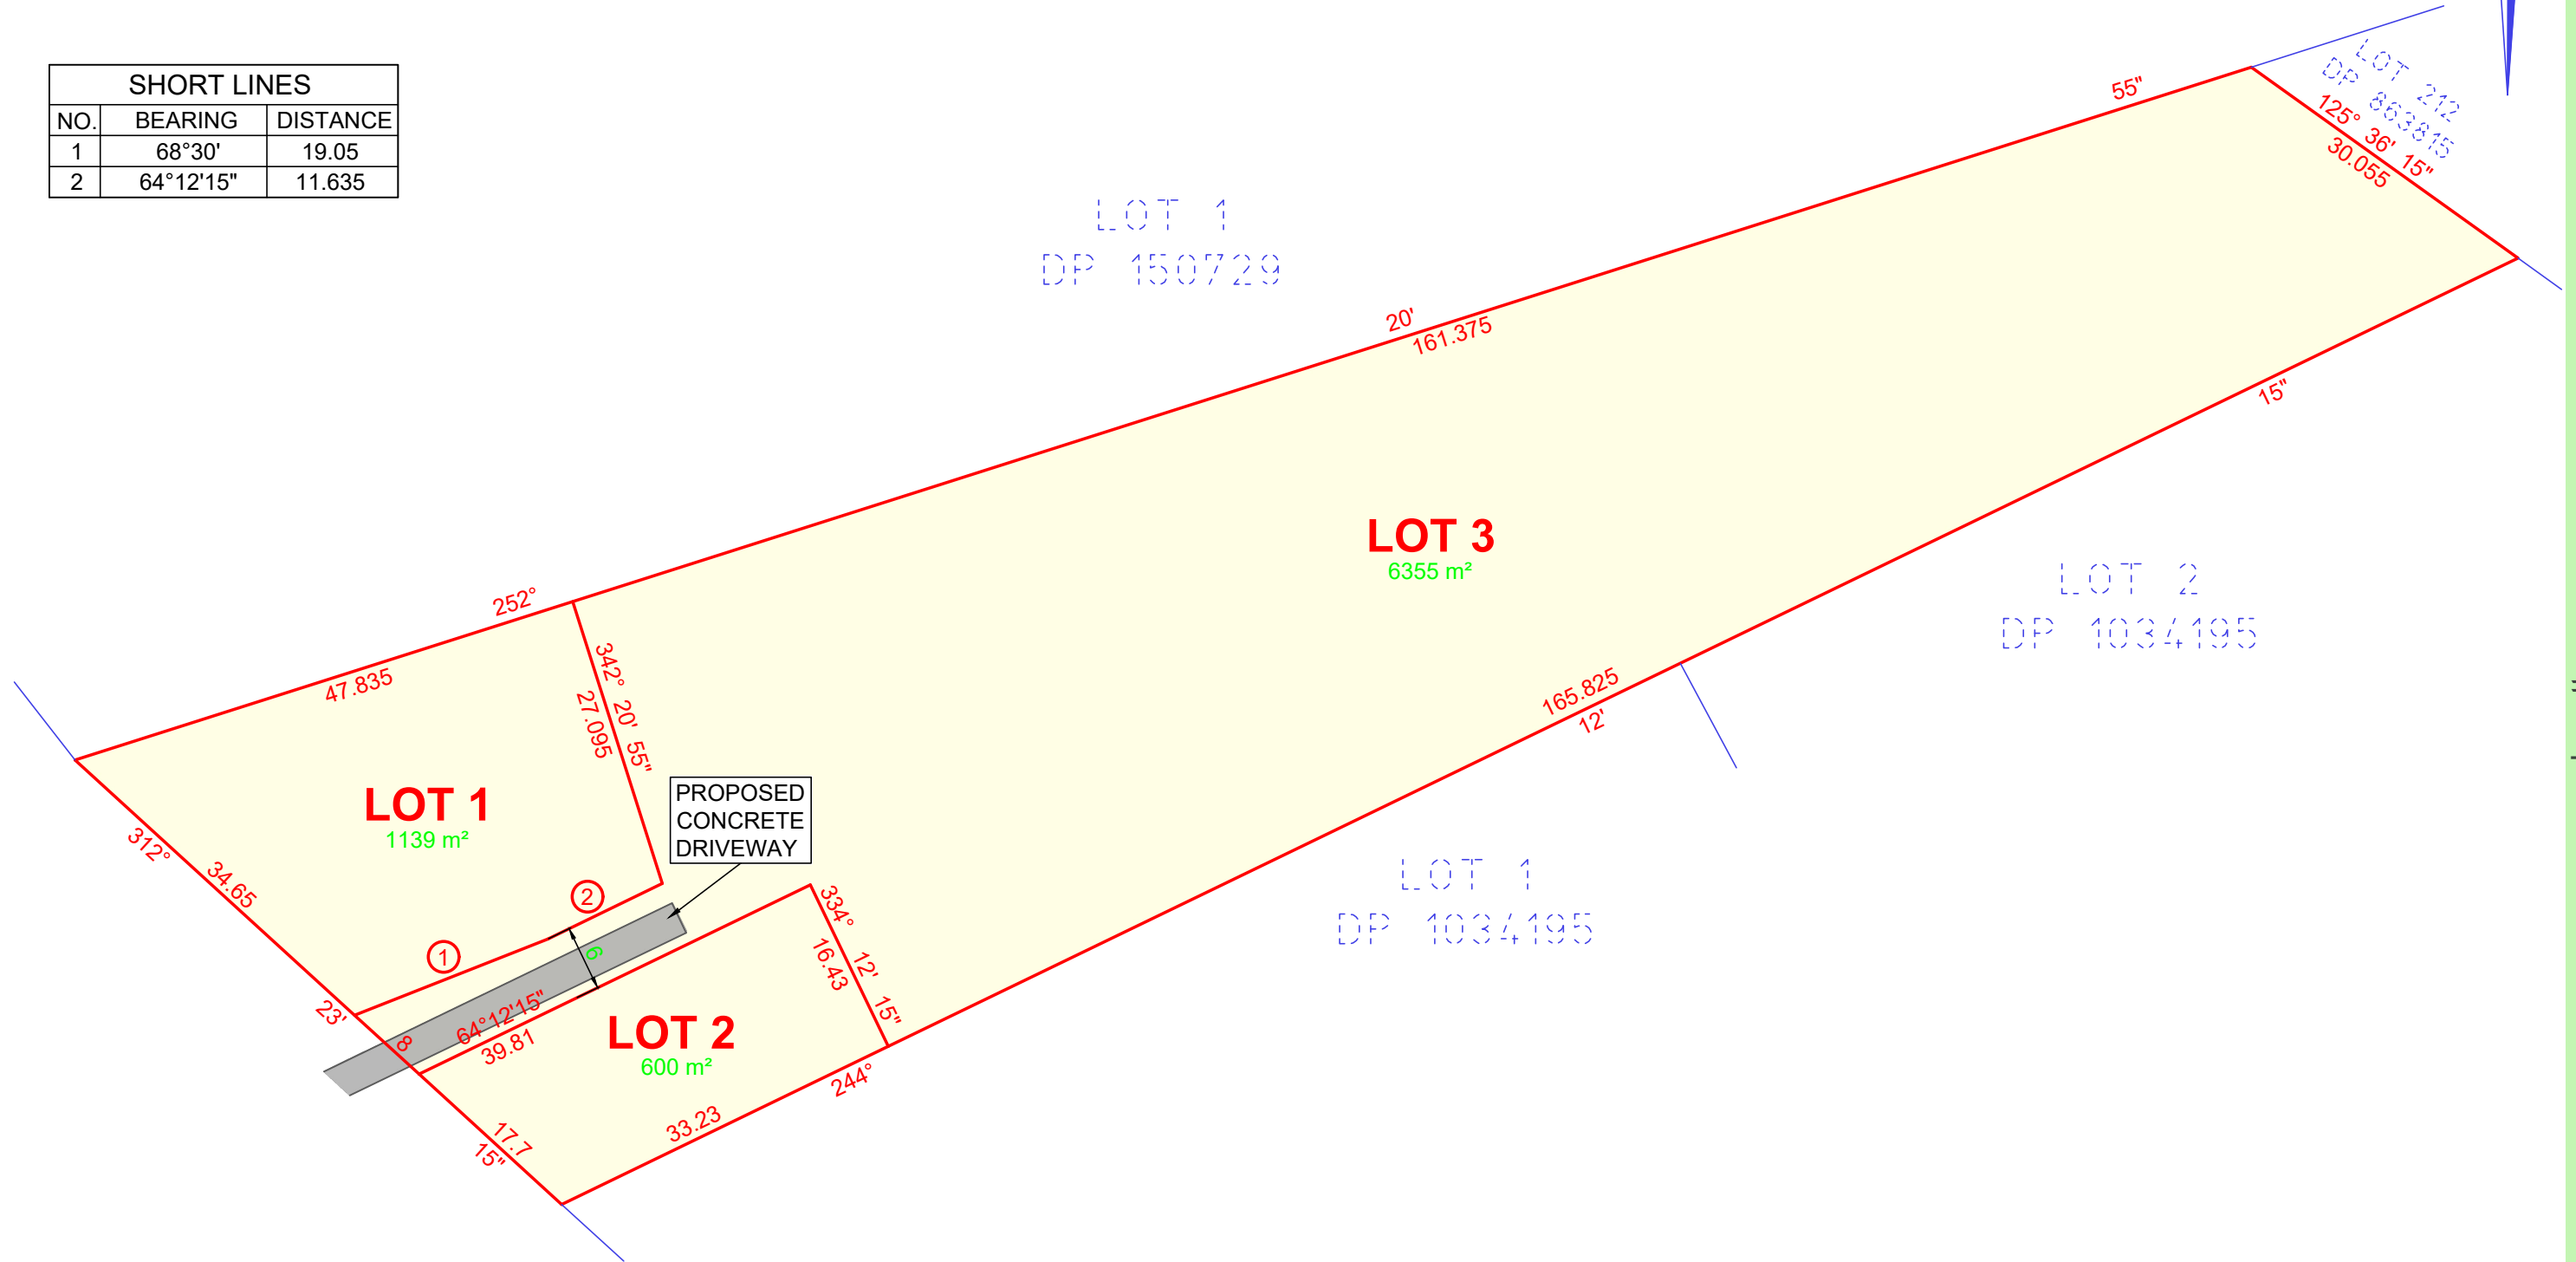 SHORT LINES
NO. BEARING DISTANCE
1 68°30' 19.05
2 64°12'15" 11.635
LOT 212
DP 863815
125° 36' 15"
30.055
55"
LOT 1
DP 150729
20'
161.375
15"
LOT 3
6355 m²
LOT 2
DP 1034195
252°
47.835
342° 20' 55"
27.095
165.825
12'
LOT 1
1139 m²
PROPOSED
CONCRETE
DRIVEWAY
312°
34.65
2
1
6
334° 12' 15"
16.43
LOT 1
DP 1034195
23'
8
64°12'15"
39.81
LOT 2
600 m²
244°
33.23
17.7
15"